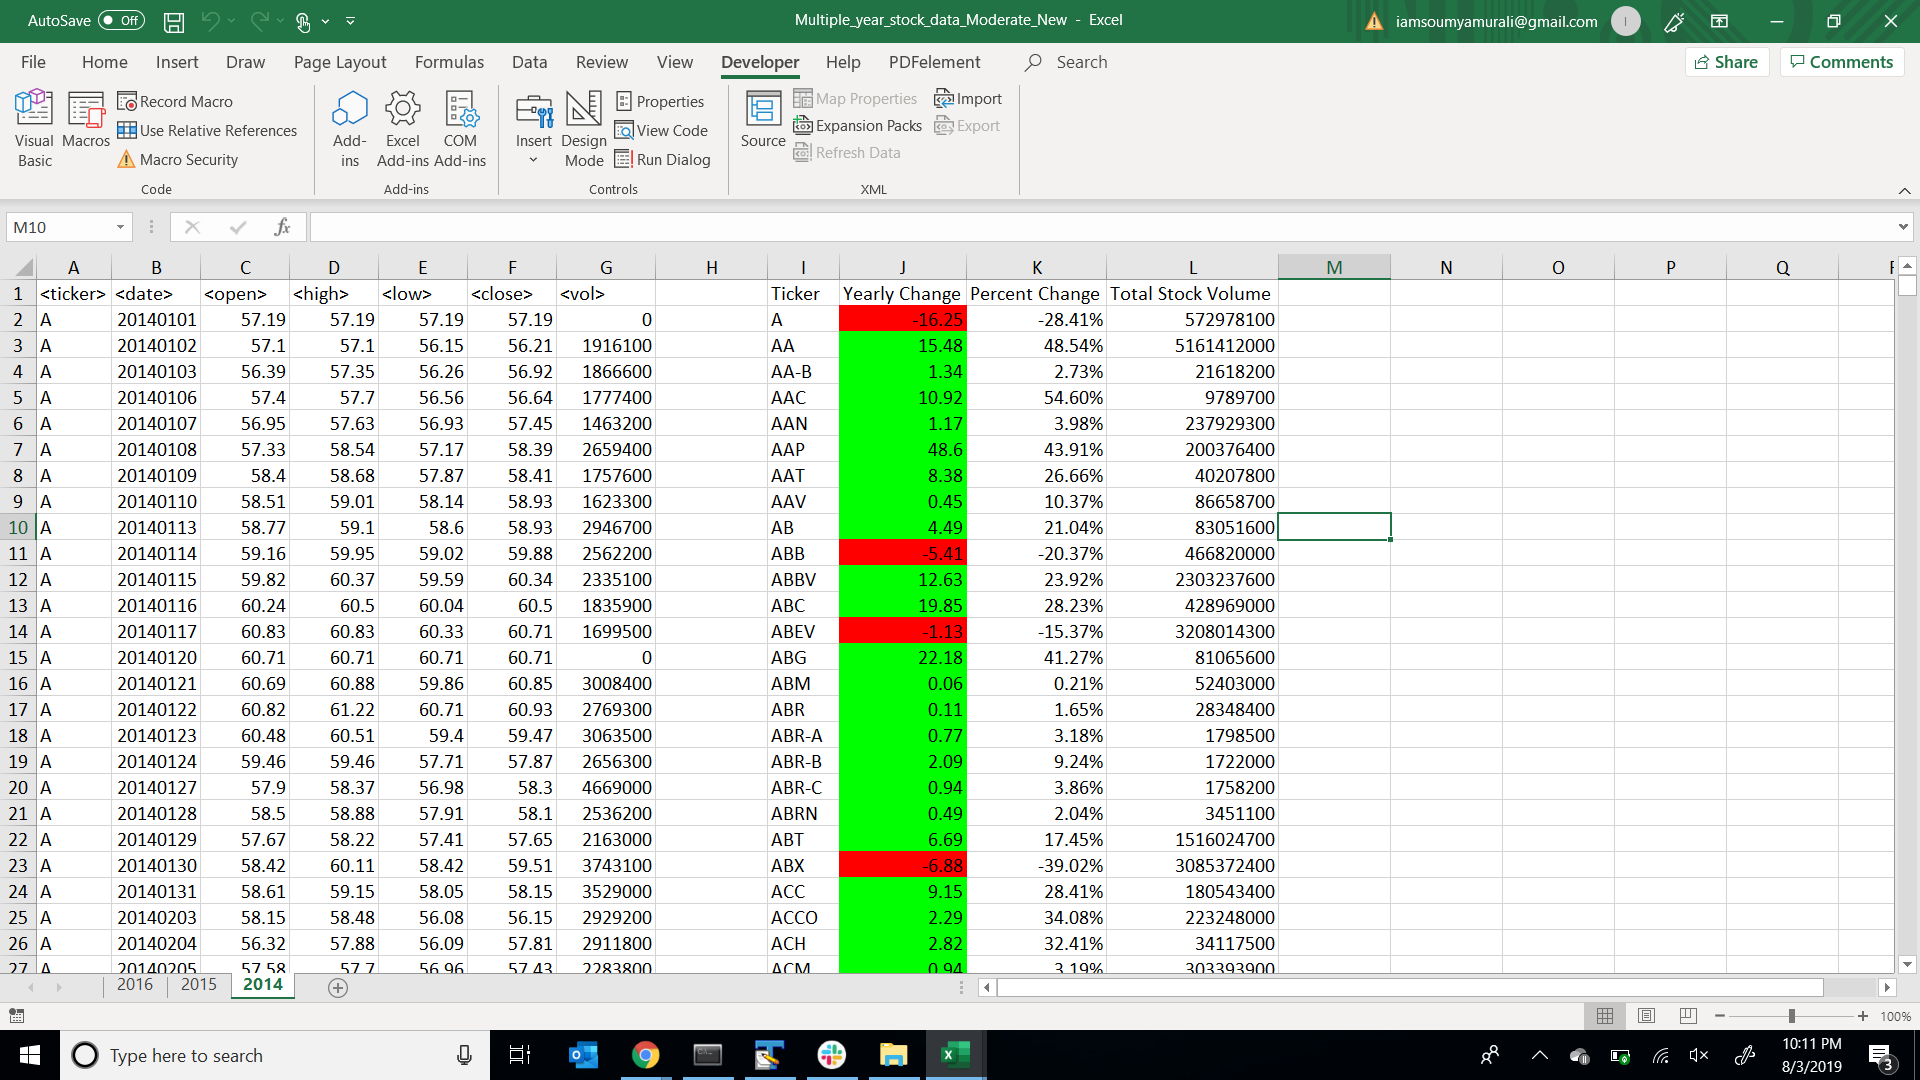 AutoSave Off Multiple_year_stock_data_Moderate_New - Excel iamsoumyamurali@gmail.com I
File Home Insert Draw Page Layout Formulas Data Review View Developer Help PDFelement Search Share Comments
Visual Basic
Macros
Record Macro
Use Relative References
Macro Security
Code
Add-ins
Excel Add-ins
COM Add-ins
Add-ins
Insert
Design Mode
Properties
View Code
Run Dialog
Controls
Source
Map Properties
Expansion Packs
Refresh Data
Import
Export
XML
M10 fx
A B C D E F G H I J K L M N O P Q
1 <ticker> <date> <open> <high> <low> <close> <vol> Ticker Yearly Change Percent Change Total Stock Volume
2 A 20140101 57.19 57.19 57.19 57.19 0 A -16.25 -28.41% 572978100
3 A 20140102 57.1 57.1 56.15 56.21 1916100 AA 15.48 48.54% 5161412000
4 A 20140103 56.39 57.35 56.26 56.92 1866600 AA-B 1.34 2.73% 21618200
5 A 20140106 57.4 57.7 56.56 56.64 1777400 AAC 10.92 54.60% 9789700
6 A 20140107 56.95 57.63 56.93 57.45 1463200 AAN 1.17 3.98% 237929300
7 A 20140108 57.33 58.54 57.17 58.39 2659400 AAP 48.6 43.91% 200376400
8 A 20140109 58.4 58.68 57.87 58.41 1757600 AAT 8.38 26.66% 40207800
9 A 20140110 58.51 59.01 58.14 58.93 1623300 AAV 0.45 10.37% 86658700
10 A 20140113 58.77 59.1 58.6 58.93 2946700 AB 4.49 21.04% 83051600
11 A 20140114 59.16 59.95 59.02 59.88 2562200 ABB -5.41 -20.37% 466820000
12 A 20140115 59.82 60.37 59.59 60.34 2335100 ABBV 12.63 23.92% 2303237600
13 A 20140116 60.24 60.5 60.04 60.5 1835900 ABC 19.85 28.23% 428969000
14 A 20140117 60.83 60.83 60.33 60.71 1699500 ABEV -1.13 -15.37% 3208014300
15 A 20140120 60.71 60.71 60.71 60.71 0 ABG 22.18 41.27% 81065600
16 A 20140121 60.69 60.88 59.86 60.85 3008400 ABM 0.06 0.21% 52403000
17 A 20140122 60.82 61.22 60.71 60.93 2769300 ABR 0.11 1.65% 28348400
18 A 20140123 60.48 60.51 59.4 59.47 3063500 ABR-A 0.77 3.18% 1798500
19 A 20140124 59.46 59.46 57.71 57.87 2656300 ABR-B 2.09 9.24% 1722000
20 A 20140127 57.9 58.37 56.98 58.3 4669000 ABR-C 0.94 3.86% 1758200
21 A 20140128 58.5 58.88 57.91 58.1 2536200 ABRN 0.49 2.04% 3451100
22 A 20140129 57.67 58.22 57.41 57.65 2163000 ABT 6.69 17.45% 1516024700
23 A 20140130 58.42 60.11 58.42 59.51 3743100 ABX -6.88 -39.02% 3085372400
24 A 20140131 58.61 59.15 58.05 58.15 3529000 ACC 9.15 28.41% 180543400
25 A 20140203 58.15 58.48 56.08 56.15 2929200 ACCO 2.29 34.08% 223248000
26 A 20140204 56.32 57.88 56.09 57.81 2911800 ACH 2.82 32.41% 34117500
27 A 20140205 57.58 57.7 56.96 57.43 2283800 ACM 0.94 3.19% 303393900
2016 2015 2014
100%
Type here to search
10:11 PM
8/3/2019
3